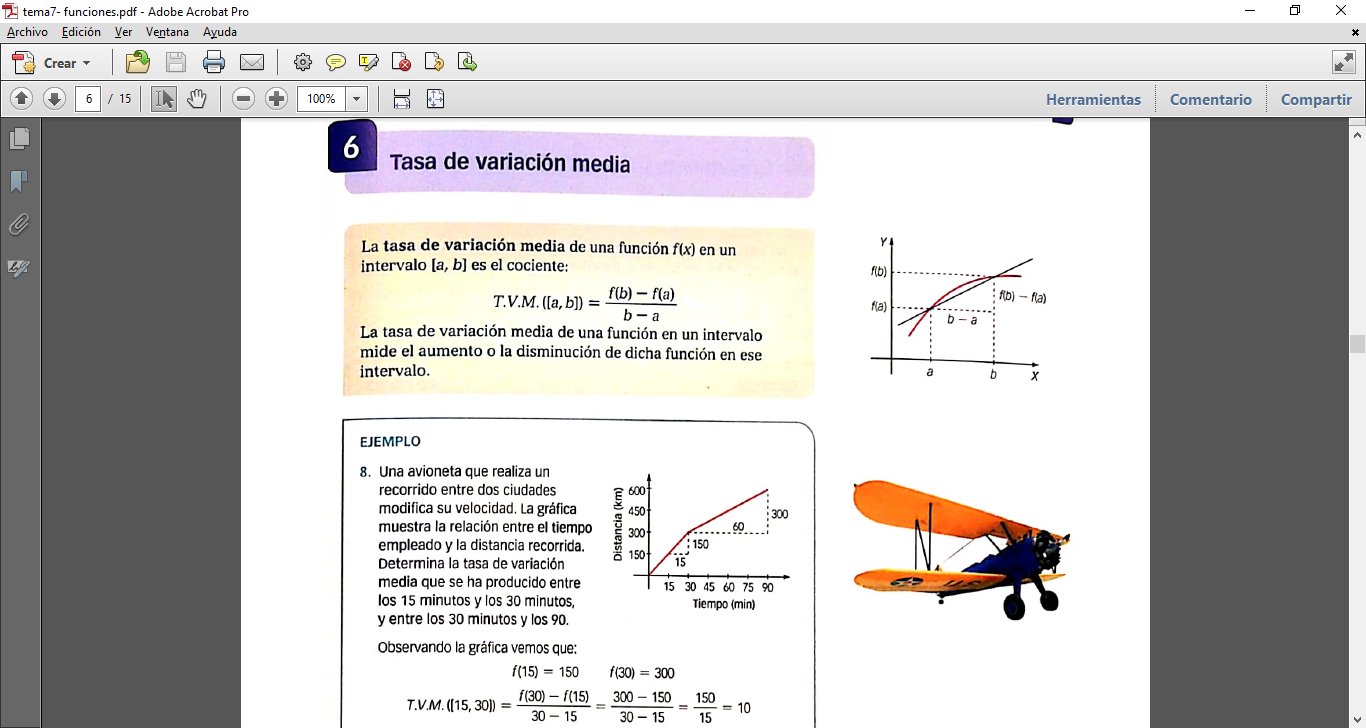 tema7- funciones.pdf - Adobe Acrobat Pro
Archivo Edición Ver Ventana Ayuda
Crear
6 / 15 100% Herramientas Comentario Compartir
6 Tasa de variación media
La tasa de variación media de una función f(x) en un
intervalo [a, b] es el cociente:
T.V.M. ([a, b]) = f(b) − f(a) / b − a
La tasa de variación media de una función en un intervalo
mide el aumento o la disminución de dicha función en ese
intervalo.
Y
f(b)
f(a)
f(b) − f(a)
b − a
a b X
EJEMPLO
8. Una avioneta que realiza un
recorrido entre dos ciudades
modifica su velocidad. La gráfica
muestra la relación entre el tiempo
empleado y la distancia recorrida.
Determina la tasa de variación
media que se ha producido entre
los 15 minutos y los 30 minutos,
y entre los 30 minutos y los 90.
Distancia (km)
600
450
300
150
300
60
150
15
15 30 45 60 75 90
Tiempo (min)
Observando la gráfica vemos que:
f(15) = 150 f(30) = 300
T.V.M. ([15, 30]) = f(30) − f(15) / 30 − 15 = 300 − 150 / 30 − 15 = 150 / 15 = 10